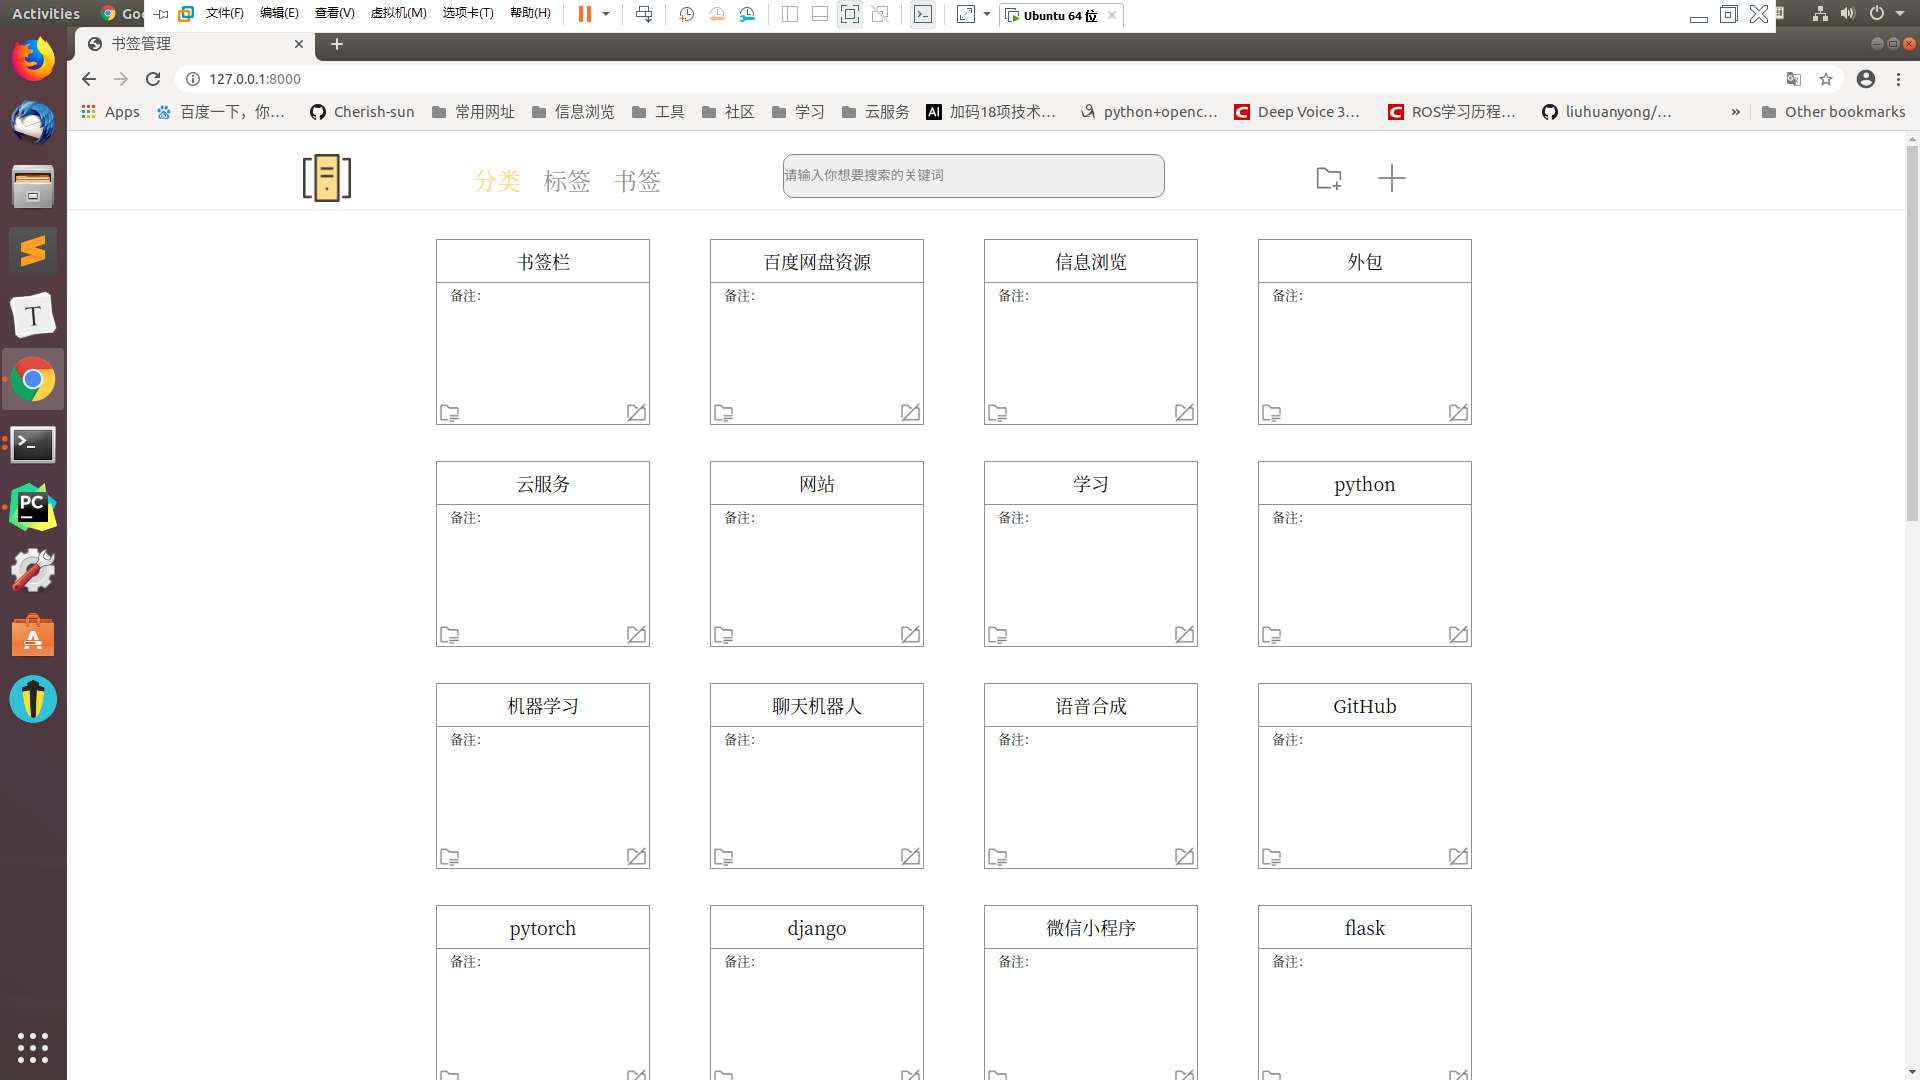 Activities
Goo
文件(F) 编辑(E) 查看(V) 虚拟机(M) 选项卡(T) 帮助(H)
Ubuntu 64 位
书签管理
127.0.0.1:8000
Apps 百度一下，你... Cherish-sun 常用网址 信息浏览 工具 社区 学习 云服务 AI 加码18项技术... python+openc... C Deep Voice 3... C ROS学习历程... liuhuanyong/... » Other bookmarks
分类 标签 书签
请输入你想要搜索的关键词
书签栏 百度网盘资源 信息浏览 外包
备注： 备注： 备注： 备注：
云服务 网站 学习 python
备注： 备注： 备注： 备注：
机器学习 聊天机器人 语音合成 GitHub
备注： 备注： 备注： 备注：
pytorch django 微信小程序 flask
备注： 备注： 备注： 备注：
T
PC